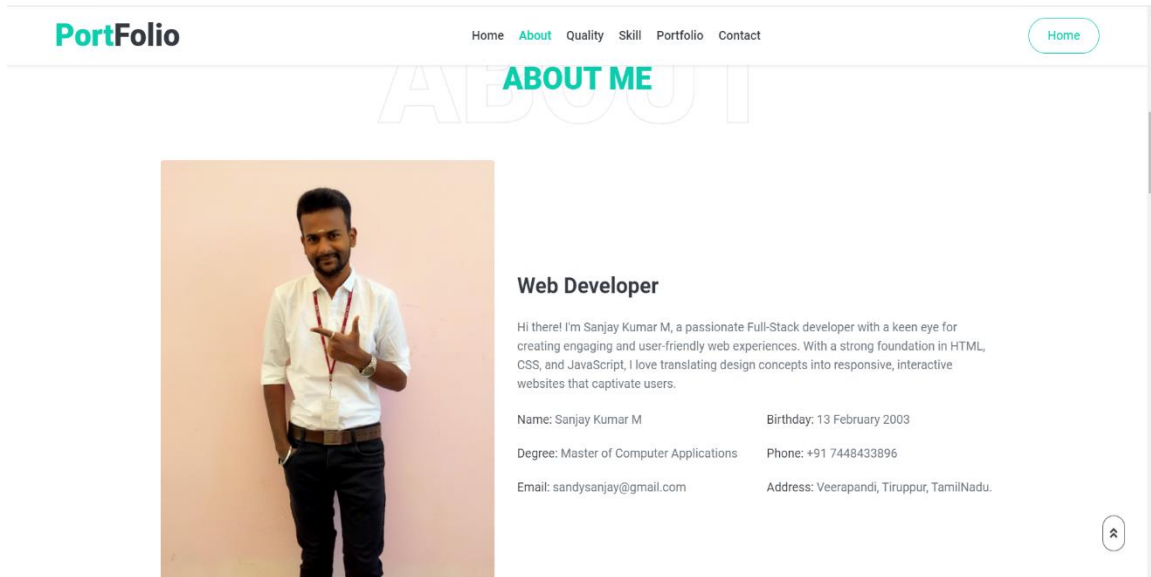 PortFolio
Home About Quality Skill Portfolio Contact
Home
ABOUT
ABOUT ME
Web Developer
Hi there! I'm Sanjay Kumar M, a passionate Full-Stack developer with a keen eye for
creating engaging and user-friendly web experiences. With a strong foundation in HTML,
CSS, and JavaScript, I love translating design concepts into responsive, interactive
websites that captivate users.
Name: Sanjay Kumar M Birthday: 13 February 2003
Degree: Master of Computer Applications Phone: +91 7448433896
Email: sandysanjay@gmail.com Address: Veerapandi, Tiruppur, TamilNadu.